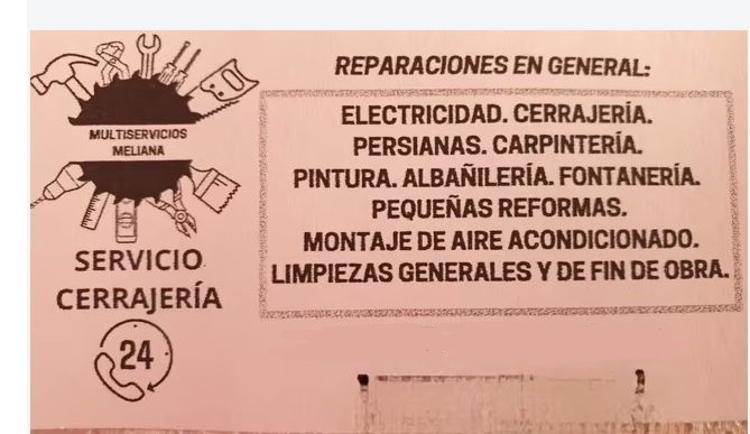 MULTISERVICIOS
MELIANA
SERVICIO
CERRAJERÍA
24
REPARACIONES EN GENERAL:
ELECTRICIDAD. CERRAJERÍA.
PERSIANAS. CARPINTERÍA.
PINTURA. ALBAÑILERÍA. FONTANERÍA.
PEQUEÑAS REFORMAS.
MONTAJE DE AIRE ACONDICIONADO.
LIMPIEZAS GENERALES Y DE FIN DE OBRA.